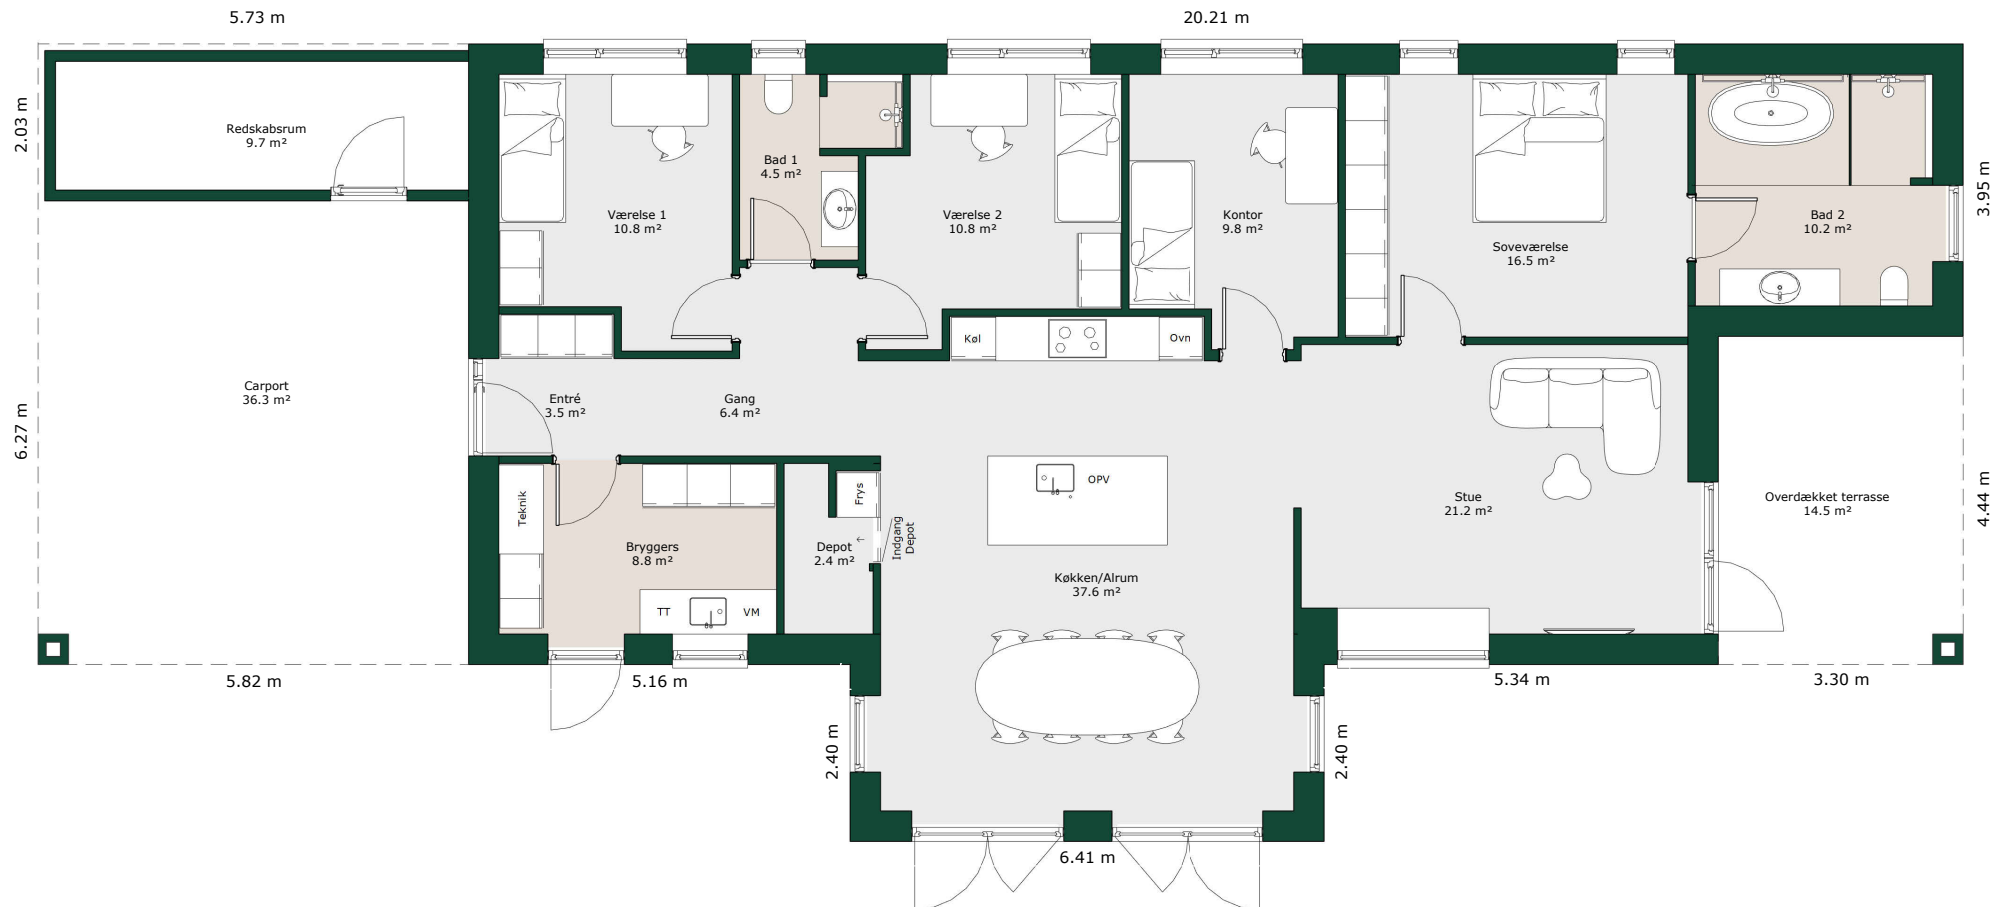 5.73 m
20.21 m
2.03 m
Redskabsrum
9.7 m²
Værelse 1
10.8 m²
Bad 1
4.5 m²
Værelse 2
10.8 m²
Kontor
9.8 m²
Soveværelse
16.5 m²
Bad 2
10.2 m²
3.95 m
Køl
Ovn
Carport
36.3 m²
6.27 m
Entré
3.5 m²
Gang
6.4 m²
Teknik
Bryggers
8.8 m²
TT
VM
Depot
2.4 m²
Frys
←
Indgang
Depot
OPV
Køkken/Alrum
37.6 m²
Stue
21.2 m²
Overdækket terrasse
14.5 m²
4.44 m
5.82 m
5.16 m
5.34 m
3.30 m
2.40 m
2.40 m
6.41 m